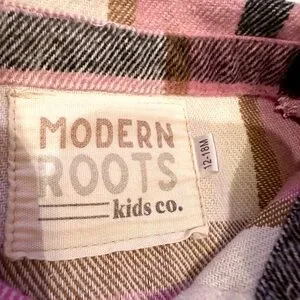 MODERN
ROOTS
kids co.
12-18M